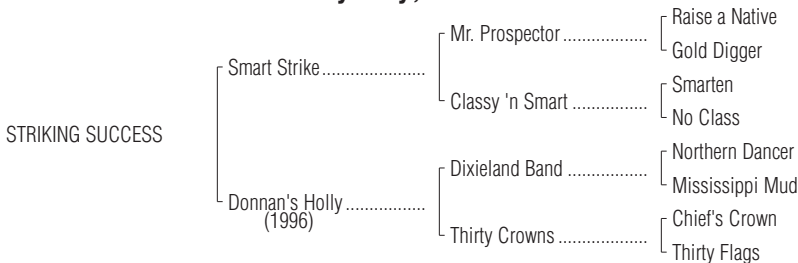 Mr. Prospector
Raise a Native
Gold Digger
Smart Strike
Classy 'n Smart
Smarten
No Class
STRIKING SUCCESS
Dixieland Band
Northern Dancer
Mississippi Mud
Donnan's Holly
(1996)
Thirty Crowns
Chief's Crown
Thirty Flags